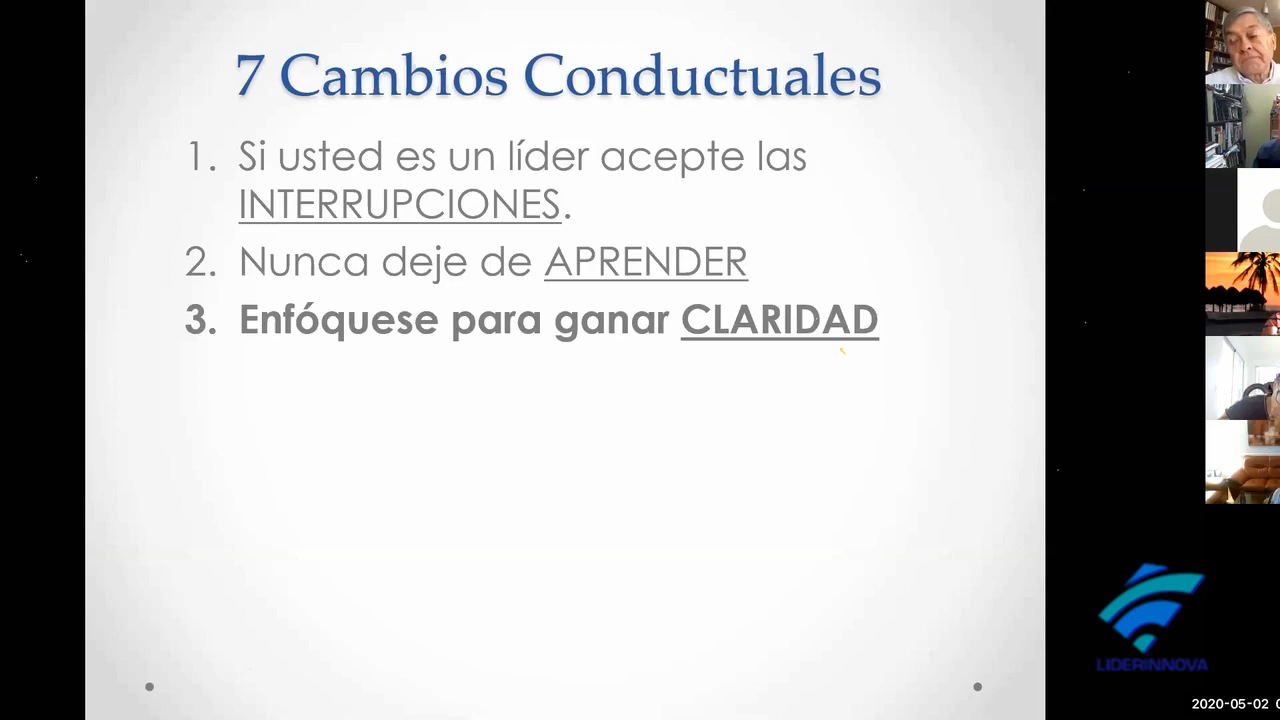 7 Cambios Conductuales
1. Si usted es un líder acepte las
INTERRUPCIONES.
2. Nunca deje de APRENDER
3. Enfóquese para ganar CLARIDAD
LIDERINNOVA
2020-05-02